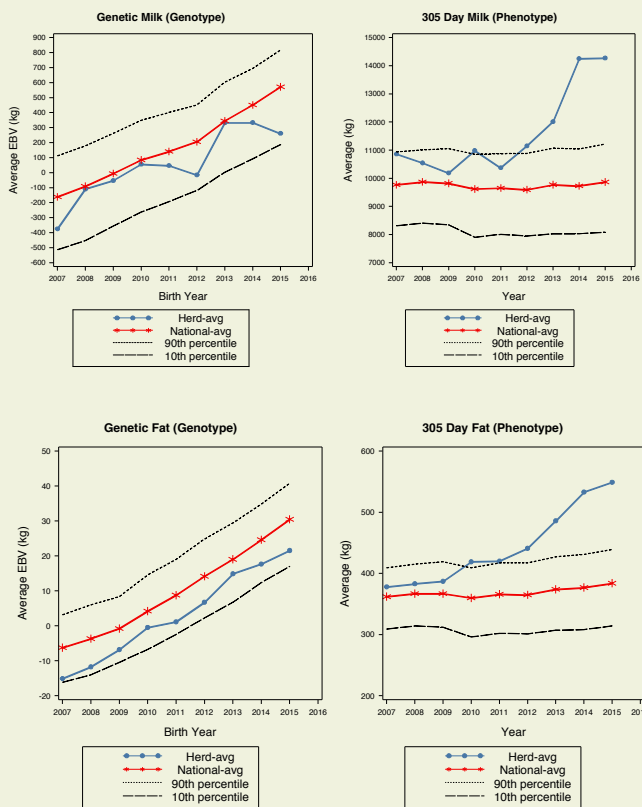 Genetic Milk (Genotype)
900
800
700
600
500
400
300
200
100
0
-100
-200
-300
-400
-500
-600
Average EBV (kg)
2007 2008 2009 2010 2011 2012 2013 2014 2015 2016
Birth Year
Herd-avg
National-avg
90th percentile
10th percentile
305 Day Milk (Phenotype)
15000
14000
13000
12000
11000
10000
9000
8000
7000
Average (kg)
2007 2008 2009 2010 2011 2012 2013 2014 2015 2016
Year
Herd-avg
National-avg
90th percentile
10th percentile
Genetic Fat (Genotype)
50
40
30
20
10
0
-10
-20
Average EBV (kg)
2007 2008 2009 2010 2011 2012 2013 2014 2015 2016
Birth Year
Herd-avg
National-avg
90th percentile
10th percentile
305 Day Fat (Phenotype)
600
500
400
300
200
Average (kg)
2007 2008 2009 2010 2011 2012 2013 2014 2015 201
Year
Herd-avg
National-avg
90th percentile
10th percentile